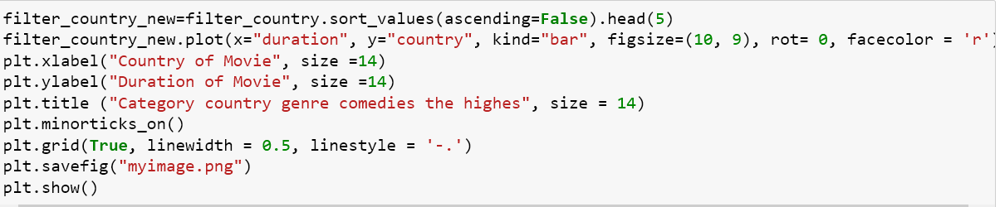 filter_country_new=filter_country.sort_values(ascending=False).head(5)
filter_country_new.plot(x="duration", y="country", kind="bar", figsize=(10, 9), rot= 0, facecolor = 'r')
plt.xlabel("Country of Movie", size =14)
plt.ylabel("Duration of Movie", size =14)
plt.title ("Category country genre comedies the highes", size = 14)
plt.minorticks_on()
plt.grid(True, linewidth = 0.5, linestyle = '-.')
plt.savefig("myimage.png")
plt.show()